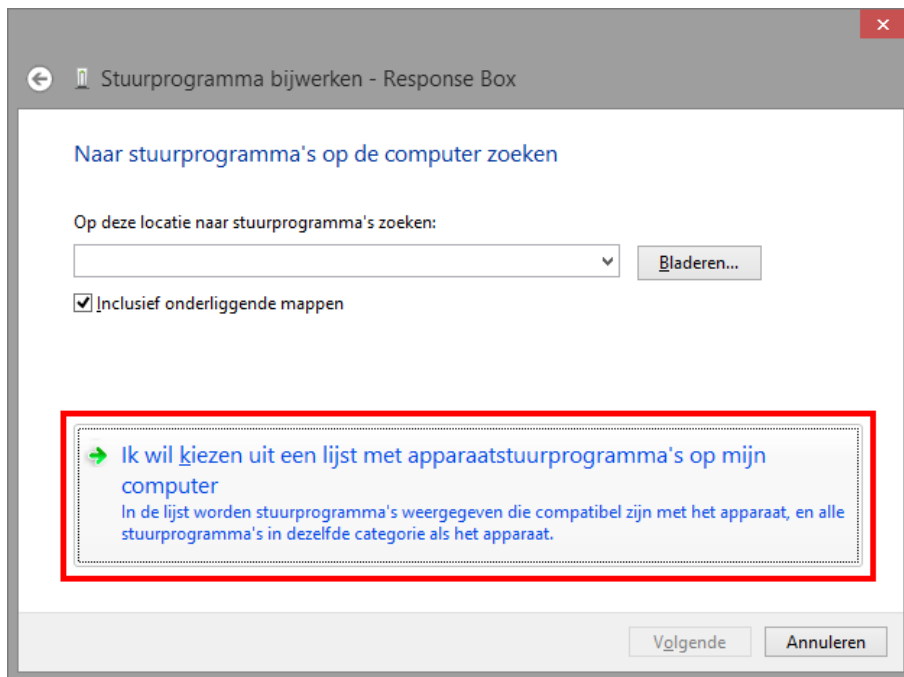 Stuurprogramma bijwerken - Response Box
Naar stuurprogramma's op de computer zoeken
Op deze locatie naar stuurprogramma's zoeken:
Bladeren...
Inclusief onderliggende mappen
Ik wil kiezen uit een lijst met apparaatstuurprogramma's op mijn
computer
In de lijst worden stuurprogramma's weergegeven die compatibel zijn met het apparaat, en alle
stuurprogramma's in dezelfde categorie als het apparaat.
Volgende
Annuleren